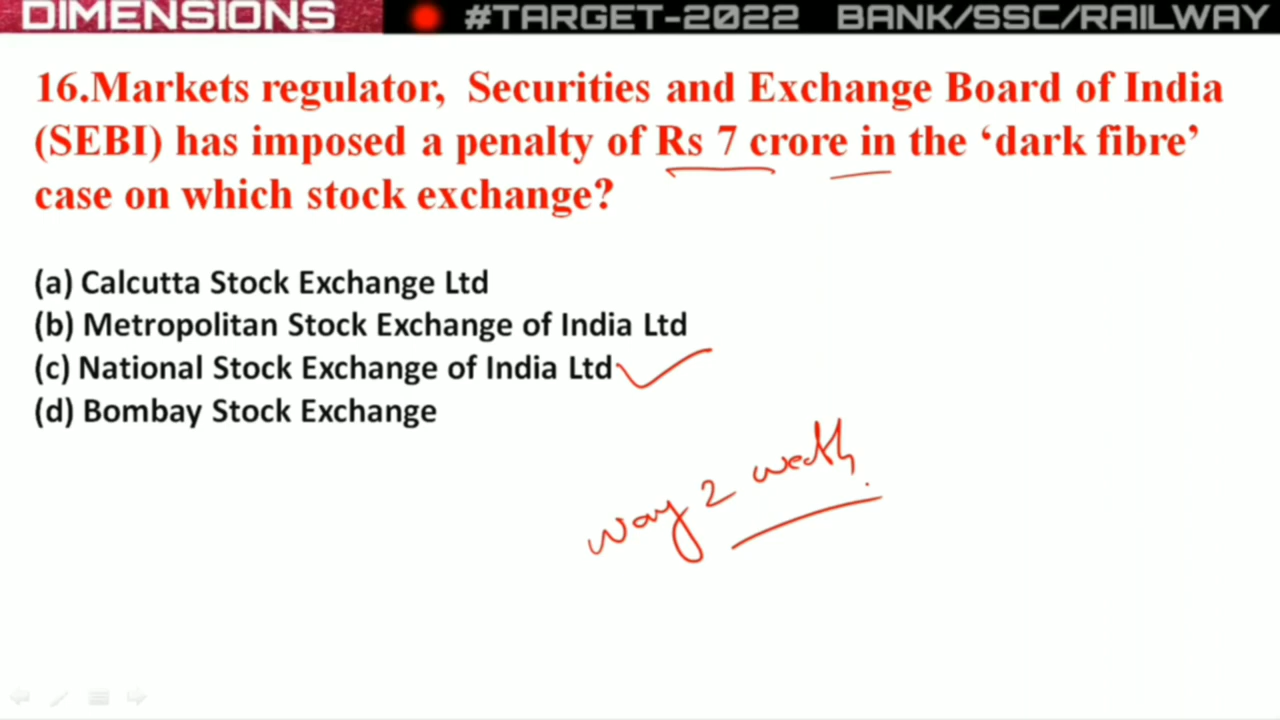 DIMENSIONS #TARGET-2022 BANK/SSC/RAILWAY
16.Markets regulator, Securities and Exchange Board of India
(SEBI) has imposed a penalty of Rs 7 crore in the ‘dark fibre’
case on which stock exchange?
(a) Calcutta Stock Exchange Ltd
(b) Metropolitan Stock Exchange of India Ltd
(c) National Stock Exchange of India Ltd
(d) Bombay Stock Exchange
way 2